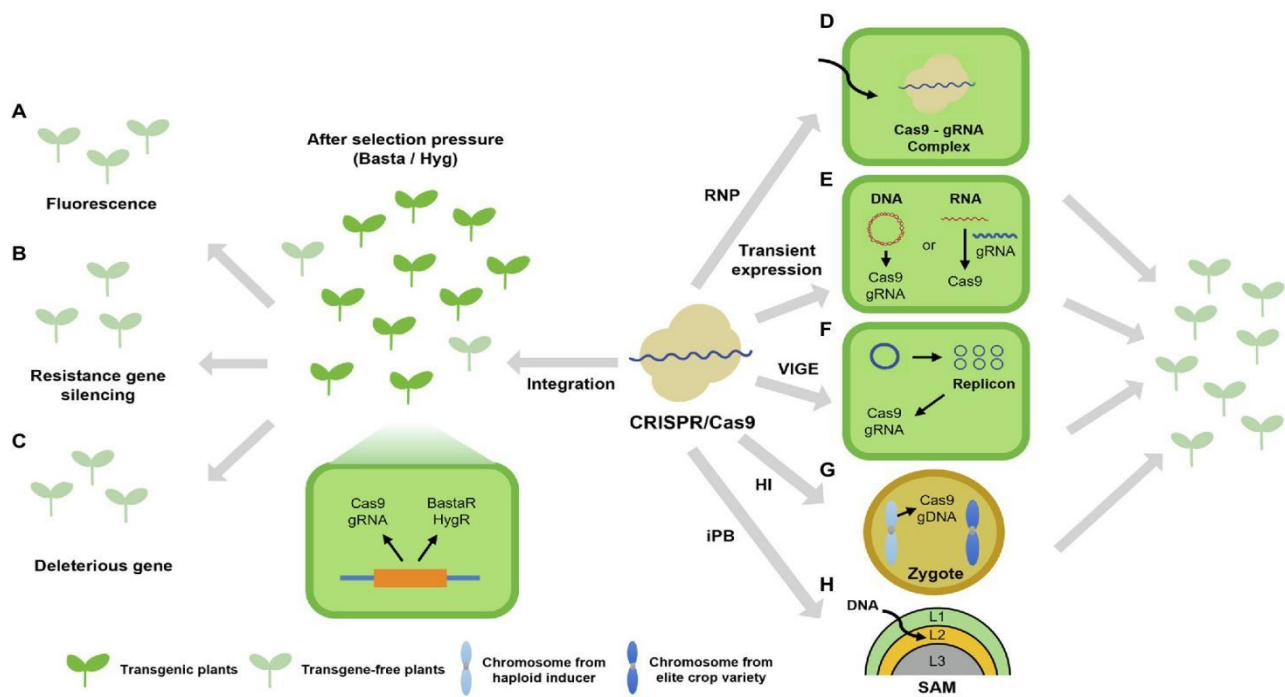 A
Fluorescence
B
Resistance gene
silencing
C
Deleterious gene
After selection pressure
(Basta / Hyg)
Cas9
gRNA
BastaR
HygR
Integration
CRISPR/Cas9
RNP
Transient
expression
VIGE
HI
iPB
D
Cas9 - gRNA
Complex
E
DNA
Cas9
gRNA
or
RNA
gRNA
Cas9
F
Replicon
Cas9
gRNA
G
Cas9
gDNA
Zygote
H
DNA
L1
L2
L3
SAM
Transgenic plants
Transgene-free plants
Chromosome from
haploid inducer
Chromosome from
elite crop variety